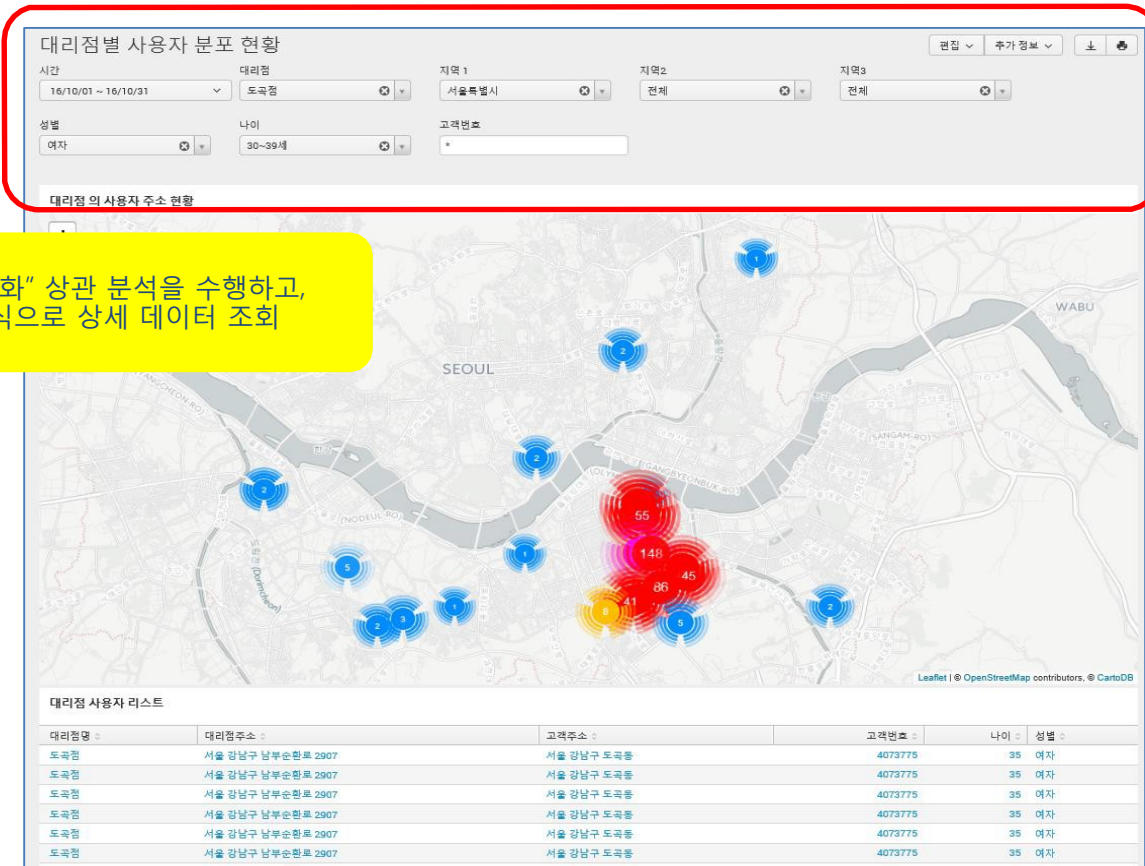 대리점별 사용자 분포 현황
편집 추가 정보
시간 대리점 지역 1 지역2 지역3
16/10/01 ~ 16/10/31 도곡점 서울특별시 전체 전체
성별 나이 고객번호
여자 30~39세 *
대리점 의 사용자 주소 현황
화" 상관 분석을 수행하고,
식으로 상세 데이터 조회
1
WABU
2
SEOUL
(SANGAM-RO)
2
(OLYM
GANGBYEONBUK-RO)
2
(NODEUL-RO)
55
1
148
5
45
86
(Dorimcheon)
41
8
1
2
2
3
5
Leaflet | © OpenStreetMap contributors, © CartoDB
대리점 사용자 리스트
대리점명 대리점주소 고객주소 고객번호 나이 성별
도곡점 서울 강남구 남부순환로 2907 서울 강남구 도곡동 4073775 35 여자
도곡점 서울 강남구 남부순환로 2907 서울 강남구 도곡동 4073775 35 여자
도곡점 서울 강남구 남부순환로 2907 서울 강남구 도곡동 4073775 35 여자
도곡점 서울 강남구 남부순환로 2907 서울 강남구 도곡동 4073775 35 여자
도곡점 서울 강남구 남부순환로 2907 서울 강남구 도곡동 4073775 35 여자
도곡점 서울 강남구 남부순환로 2907 서울 강남구 도곡동 4073775 35 여자